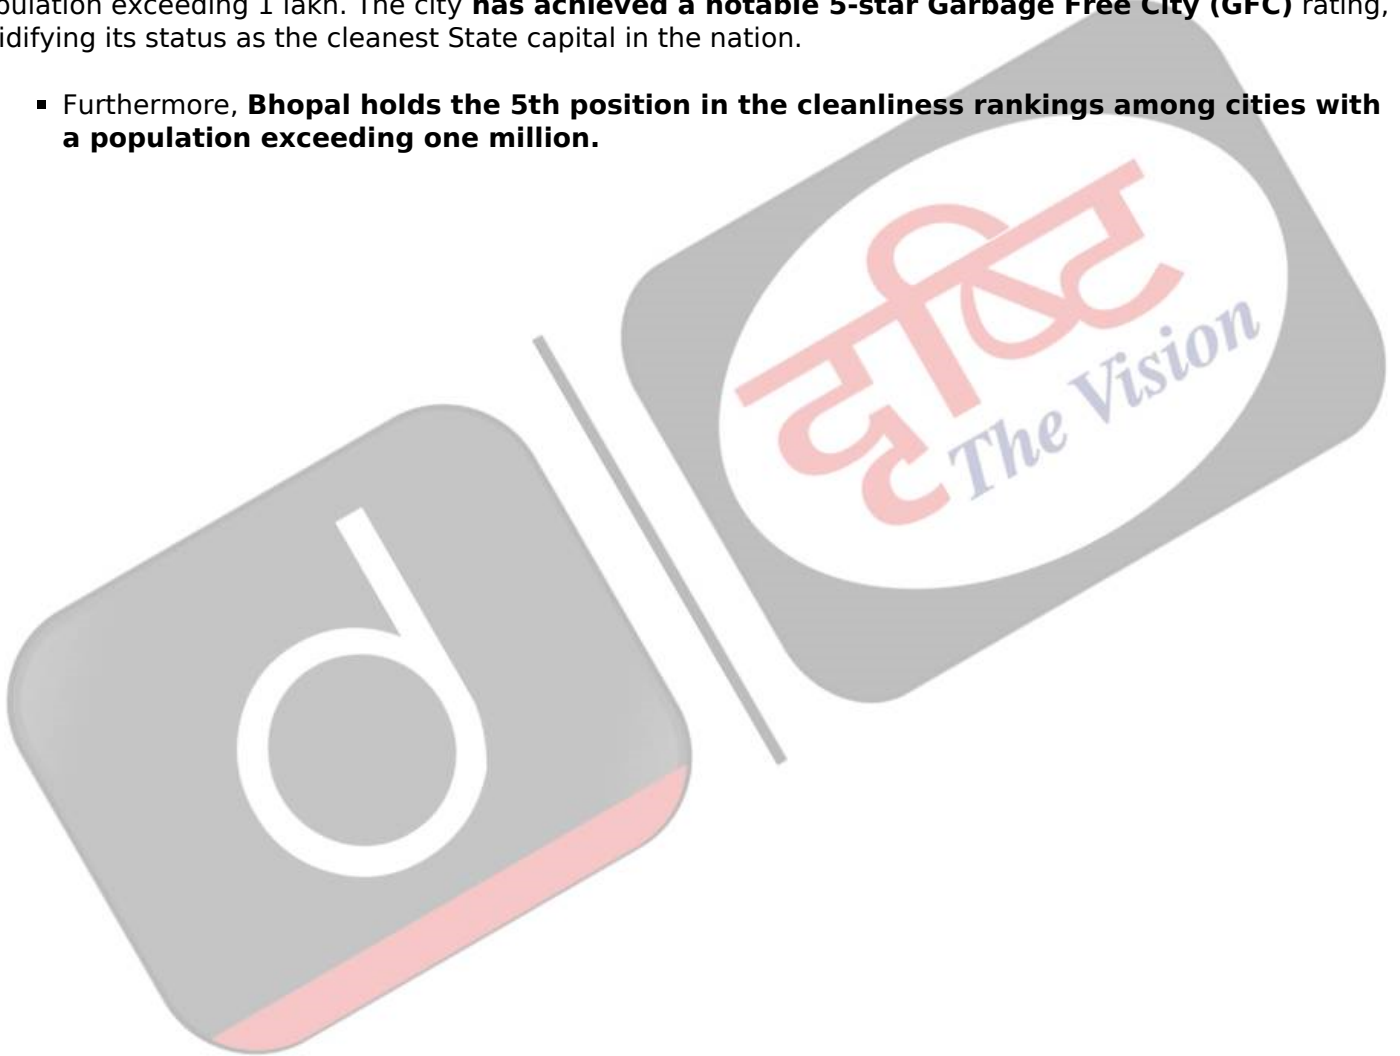 pulation exceeding 1 lakh. The city has achieved a notable 5-star Garbage Free City (GFC) rating,
idifying its status as the cleanest State capital in the nation.
▪ Furthermore, Bhopal holds the 5th position in the cleanliness rankings among cities with
a population exceeding one million.
दृष्टि
The Vision
d